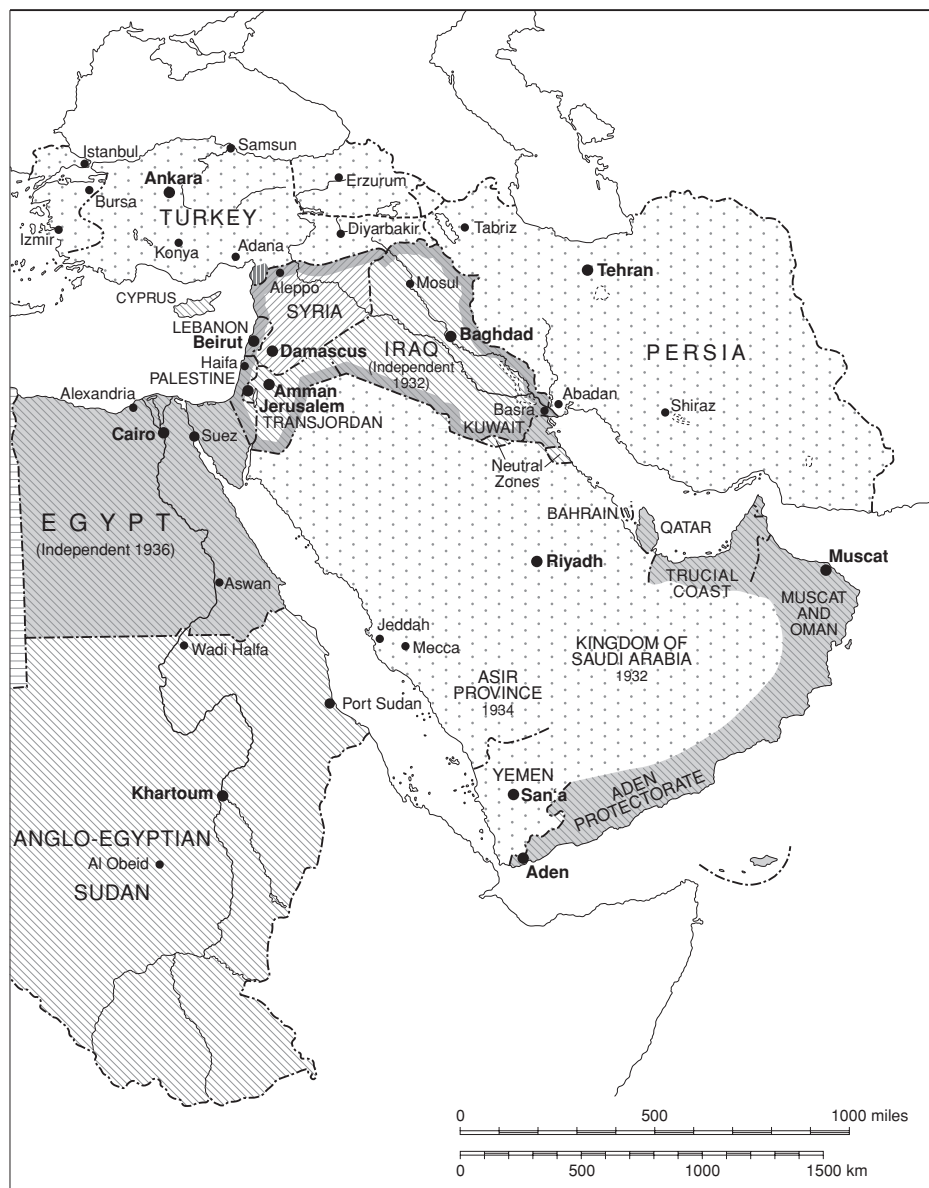 Samsun
Istanbul
Ankara
Erzurum
Bursa
TURKEY
Izmir
Konya
Adana
Diyarbakir
Tabriz
Tehran
CYPRUS
Aleppo
Mosul
SYRIA
LEBANON
Beirut
Baghdad
Damascus
IRAQ
(Independent
1932)
PERSIA
Haifa
PALESTINE
Amman
Jerusalem
TRANSJORDAN
Alexandria
Abadan
Basra
Shiraz
KUWAIT
Cairo
Suez
Neutral
Zones
BAHRAIN
QATAR
EGYPT
(Independent 1936)
Riyadh
Muscat
TRUCIAL
COAST
Aswan
MUSCAT
AND
OMAN
Jeddah
Mecca
Wadi Halfa
KINGDOM OF
SAUDI ARABIA
1932
ASIR
PROVINCE
1934
Port Sudan
YEMEN
San'a
ADEN
PROTECTORATE
Khartoum
ANGLO-EGYPTIAN
Al Obeid
SUDAN
Aden
0 500 1000 miles
0 500 1000 1500 km